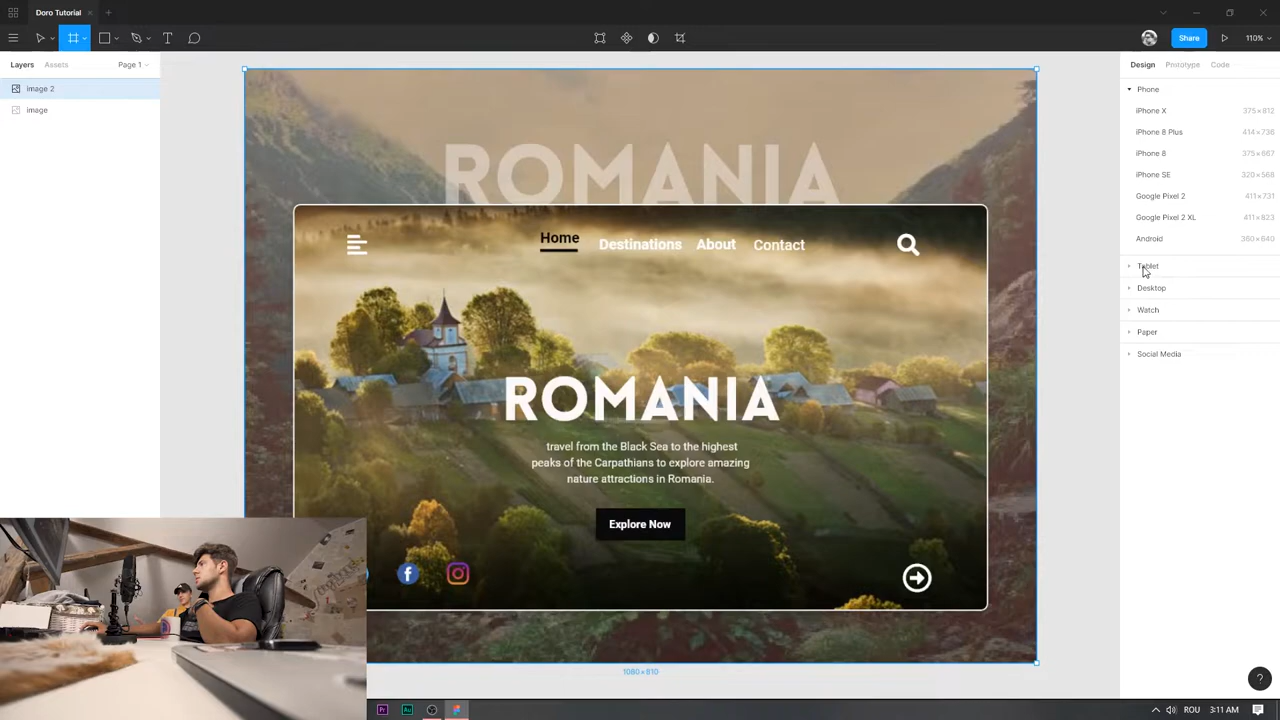 Doro Tutorial
Share
110%
Layers
Assets
Page 1
image 2
image
Design
Prototype
Code
Phone
iPhone X 375×812
iPhone 8 Plus 414×736
iPhone 8 375×667
iPhone SE 320×568
Google Pixel 2 411×731
Google Pixel 2 XL 411×823
Android 360×640
Tablet
Desktop
Watch
Paper
Social Media
ROMANIA
Home
Destinations
About
Contact
ROMANIA
travel from the Black Sea to the highest
peaks of the Carpathians to explore amazing
nature attractions in Romania.
Explore Now
1080×810
?
Pr
Au
ROU
3:11 AM